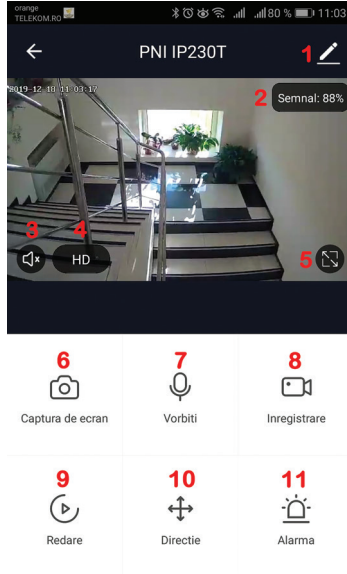 orange
TELEKOM.RO
80 % 11:03
PNI IP230T
1
2019-12-18 11:03:17
2
Semnal: 88%
3 4
HD
5
6 7 8
Captura de ecran Vorbiti Inregistrare
9 10 11
Redare Directie Alarma